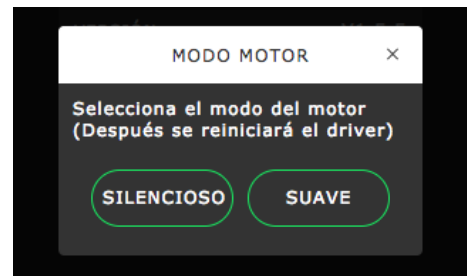 MODO MOTOR ×
Selecciona el modo del motor
(Después se reiniciará el driver)
SILENCIOSO SUAVE